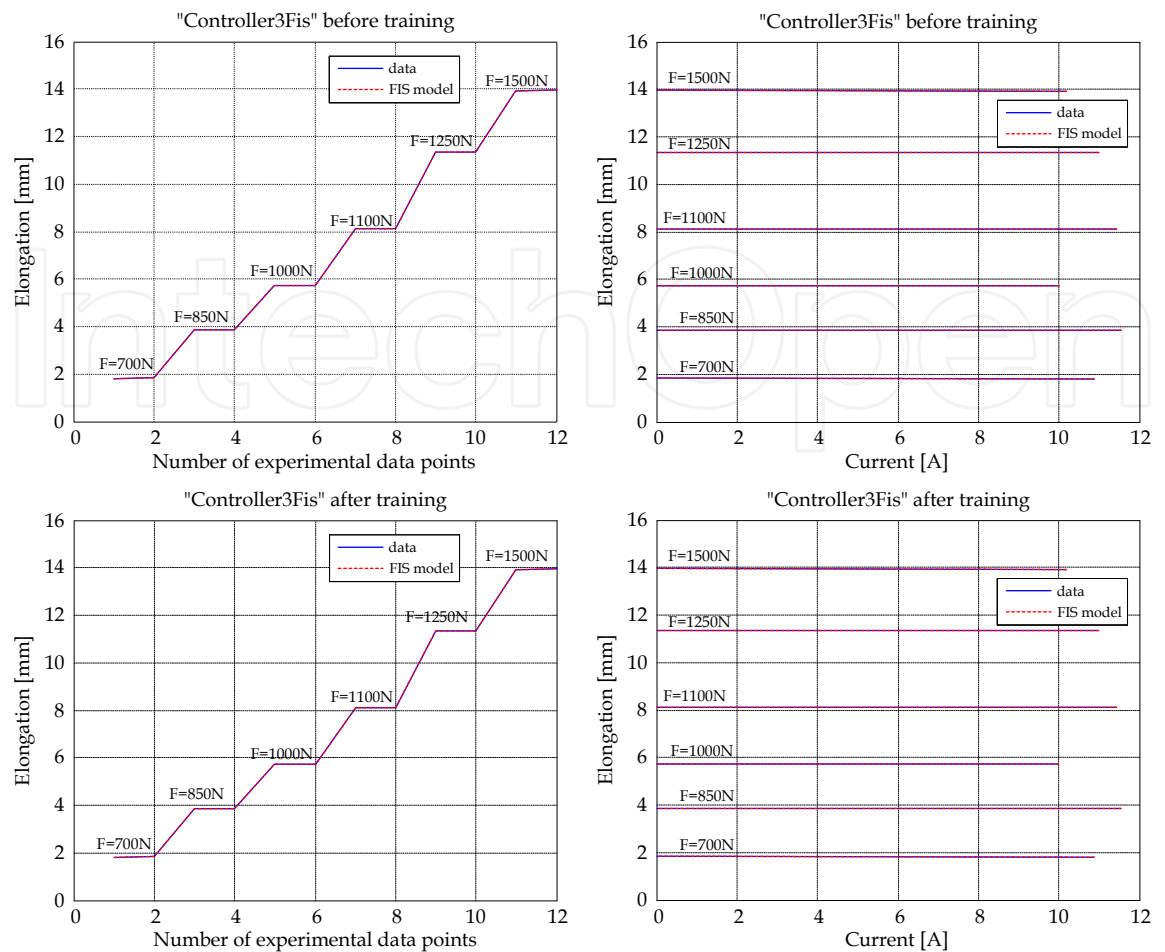 "Controller3Fis" before training
16
14
12
10
8
6
4
2
0
Elongation [mm]
data
FIS model
F=1500N
F=1250N
F=1100N
F=1000N
F=850N
F=700N
0 2 4 6 8 10 12
Number of experimental data points
"Controller3Fis" before training
16
14
12
10
8
6
4
2
0
Elongation [mm]
F=1500N
data
FIS model
F=1250N
F=1100N
F=1000N
F=850N
F=700N
0 2 4 6 8 10 12
Current [A]
IntechOpen
"Controller3Fis" after training
16
14
12
10
8
6
4
2
0
Elongation [mm]
data
FIS model
F=1500N
F=1250N
F=1100N
F=1000N
F=850N
F=700N
0 2 4 6 8 10 12
Number of experimental data points
"Controller3Fis" after training
16
14
12
10
8
6
4
2
0
Elongation [mm]
F=1500N
data
FIS model
F=1250N
F=1100N
F=1000N
F=850N
F=700N
0 2 4 6 8 10 12
Current [A]